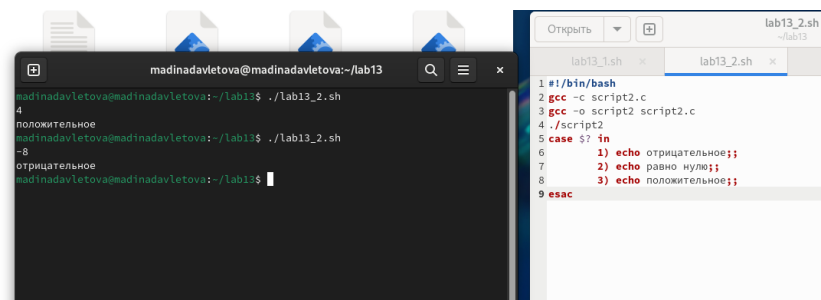 madinadavletova@madinadavletova:~/lab13
madinadavletova@madinadavletova:~/lab13$ ./lab13_2.sh
4
положительное
madinadavletova@madinadavletova:~/lab13$ ./lab13_2.sh
-8
отрицательное
madinadavletova@madinadavletova:~/lab13$
Открыть
lab13_2.sh
~/lab13
lab13_1.sh
lab13_2.sh
1 #!/bin/bash
2 gcc -c script2.c
3 gcc -o script2 script2.c
4 ./script2
5 case $? in
6 1) echo отрицательное;;
7 2) echo равно нулю;;
8 3) echo положительное;;
9 esac